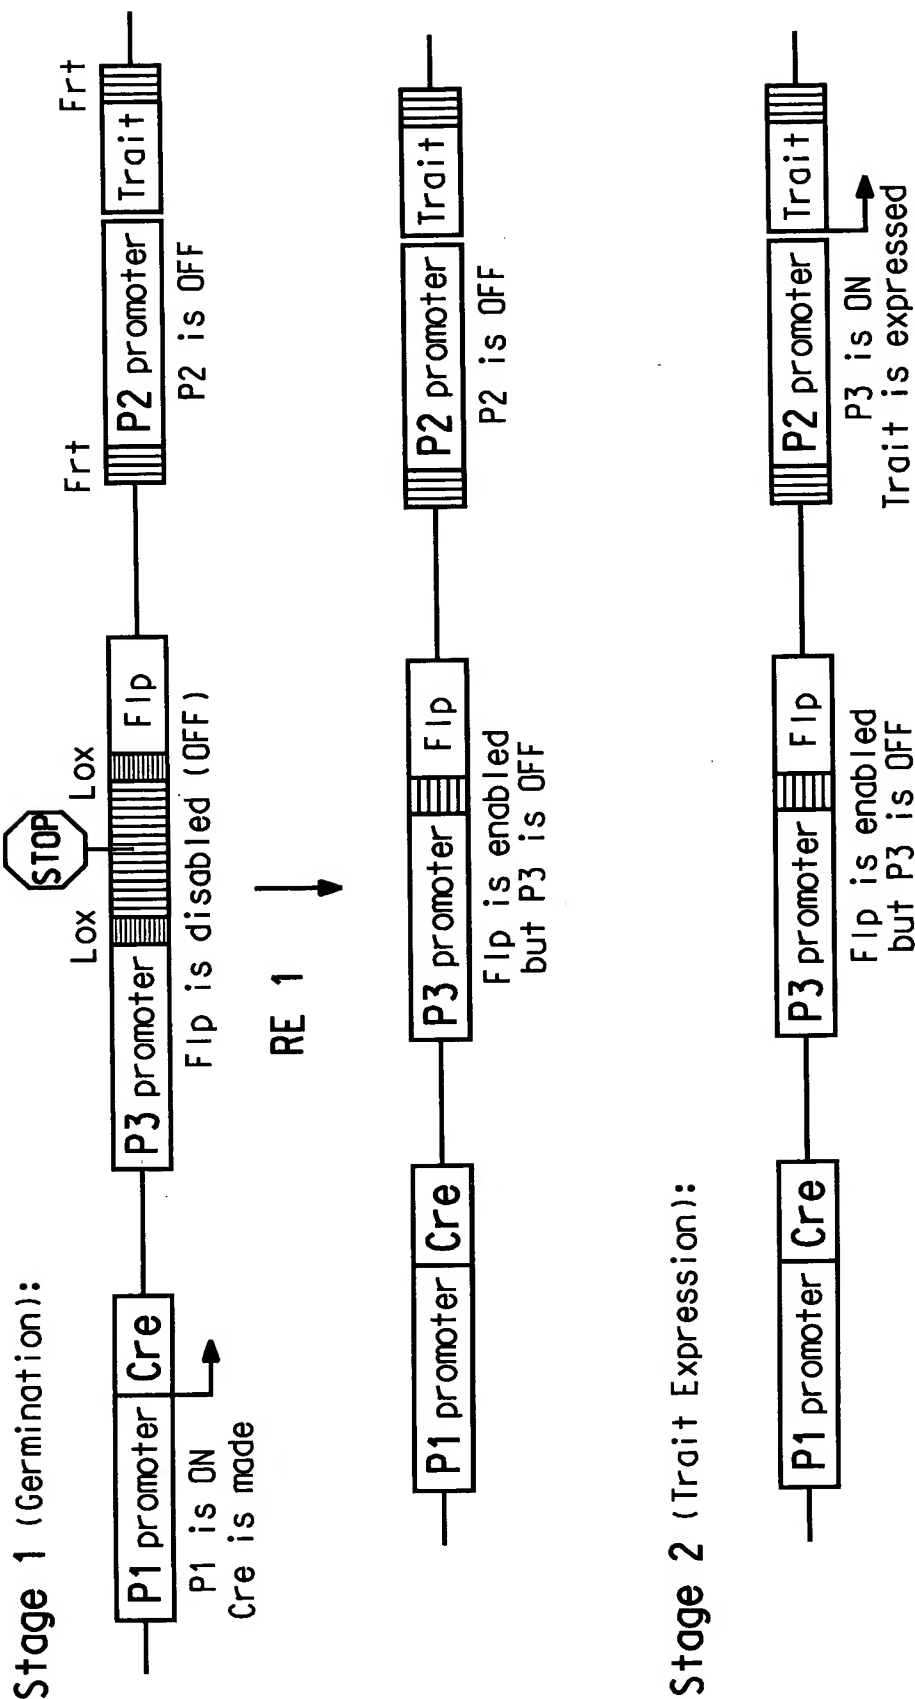 Stage 1 (Germination):
STOP
Lox Lox Frt Frt
P1 promoter Cre P3 promoter Flp P2 promoter Trait
P1 is ON
Cre is made
Flp is disabled (OFF)
P2 is OFF
RE 1
P1 promoter Cre P3 promoter Flp P2 promoter Trait
Flp is enabled
but P3 is OFF
P2 is OFF
Stage 2 (Trait Expression):
P1 promoter Cre P3 promoter Flp P2 promoter Trait
Flp is enabled
but P3 is OFF
P3 is ON
Trait is expressed